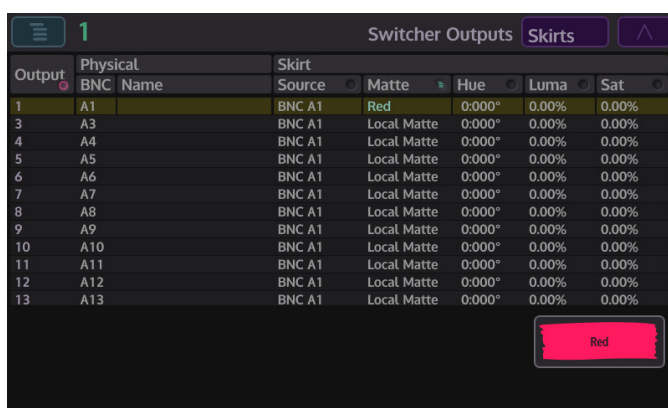 1 Switcher Outputs Skirts
Physical Skirt
Output BNC Name Source Matte Hue Luma Sat
1 A1 BNC A1 Red 0:000° 0.00% 0.00%
3 A3 BNC A1 Local Matte 0:000° 0.00% 0.00%
4 A4 BNC A1 Local Matte 0:000° 0.00% 0.00%
5 A5 BNC A1 Local Matte 0:000° 0.00% 0.00%
6 A6 BNC A1 Local Matte 0:000° 0.00% 0.00%
7 A7 BNC A1 Local Matte 0:000° 0.00% 0.00%
8 A8 BNC A1 Local Matte 0:000° 0.00% 0.00%
9 A9 BNC A1 Local Matte 0:000° 0.00% 0.00%
10 A10 BNC A1 Local Matte 0:000° 0.00% 0.00%
11 A11 BNC A1 Local Matte 0:000° 0.00% 0.00%
12 A12 BNC A1 Local Matte 0:000° 0.00% 0.00%
13 A13 BNC A1 Local Matte 0:000° 0.00% 0.00%
Red